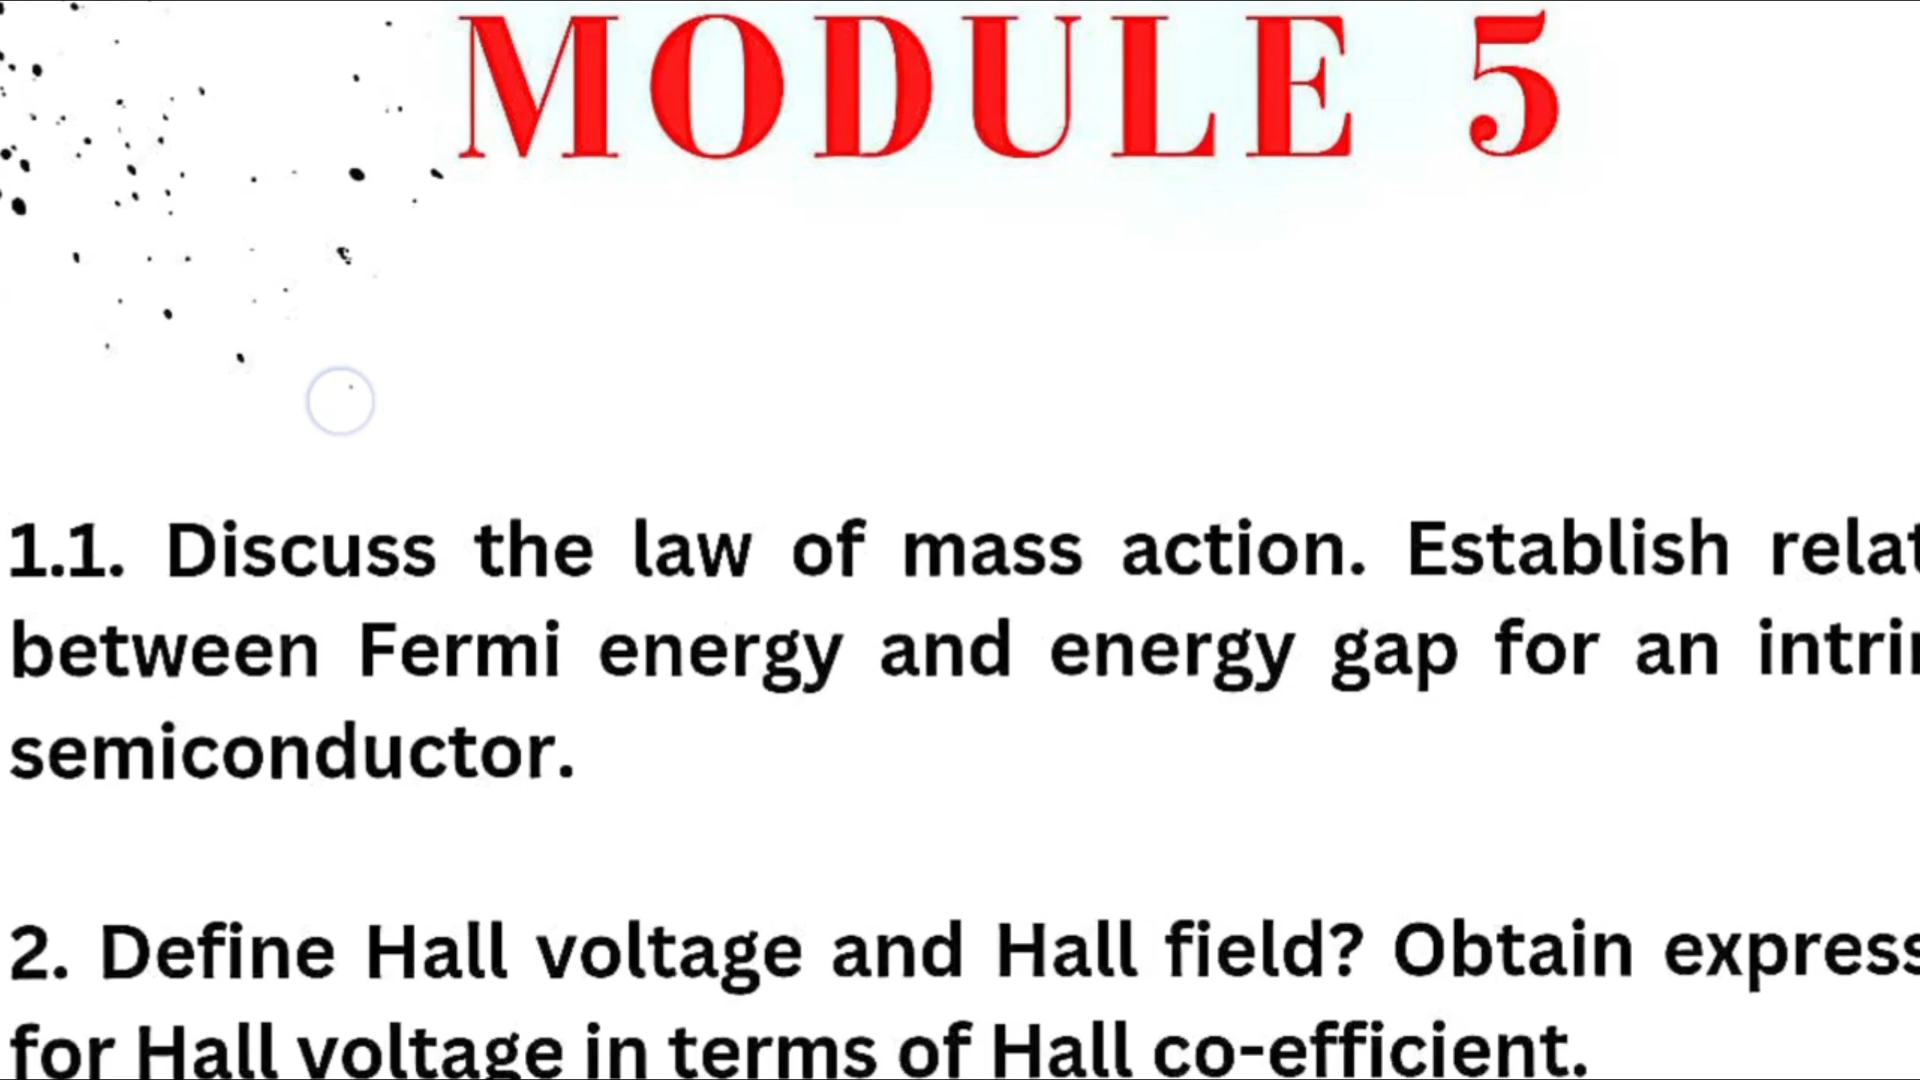 MODULE 5
1.1. Discuss the law of mass action. Establish
between Fermi energy and energy gap for an
semiconductor.
2. Define Hall voltage and Hall field? Obtain
for Hall voltage in terms of Hall co-efficient.